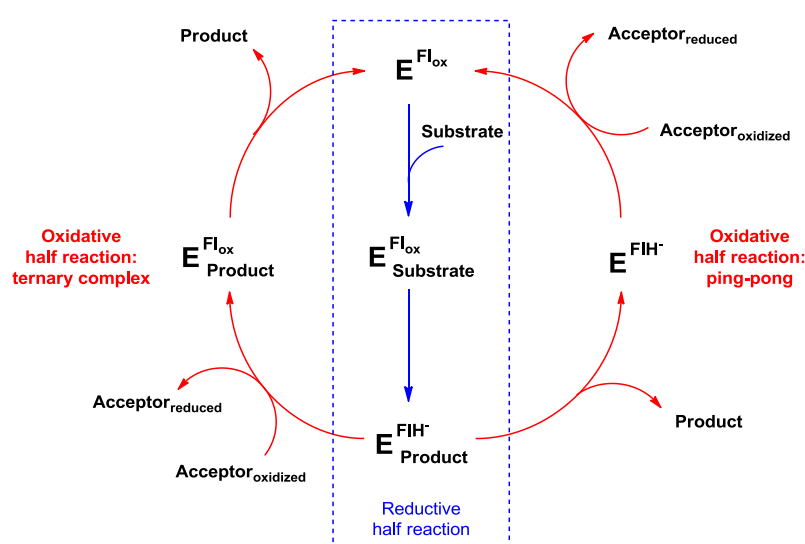 Product
E Fl_ox
Acceptor_reduced
Substrate
Acceptor_oxidized
Oxidative
half reaction:
ternary complex
E Fl_ox Product
E Fl_ox Substrate
E FlH-
Oxidative
half reaction:
ping-pong
Acceptor_reduced
Acceptor_oxidized
E FlH- Product
Product
Reductive
half reaction